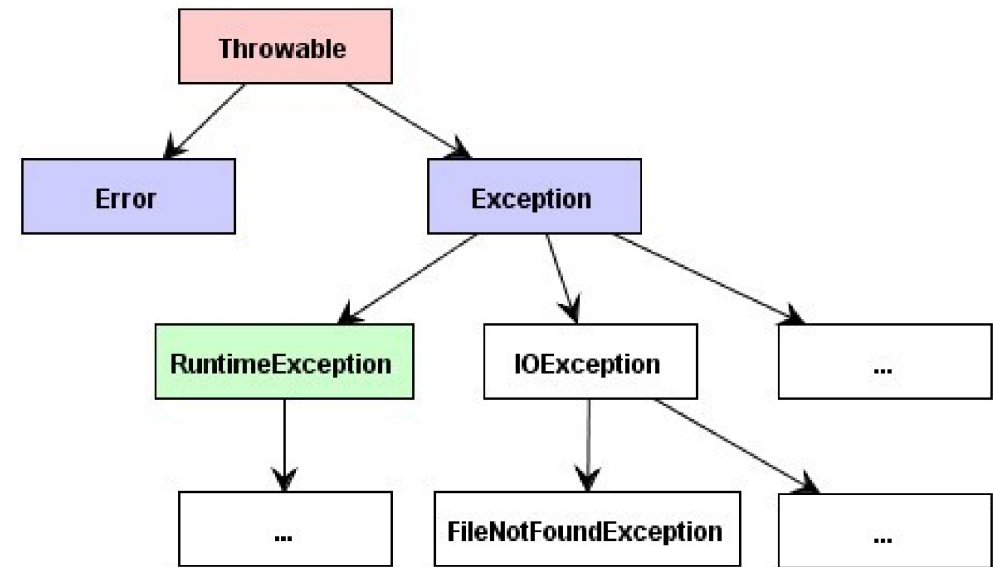 Throwable
Error
Exception
RuntimeException
IOException
...
...
FileNotFoundException
...